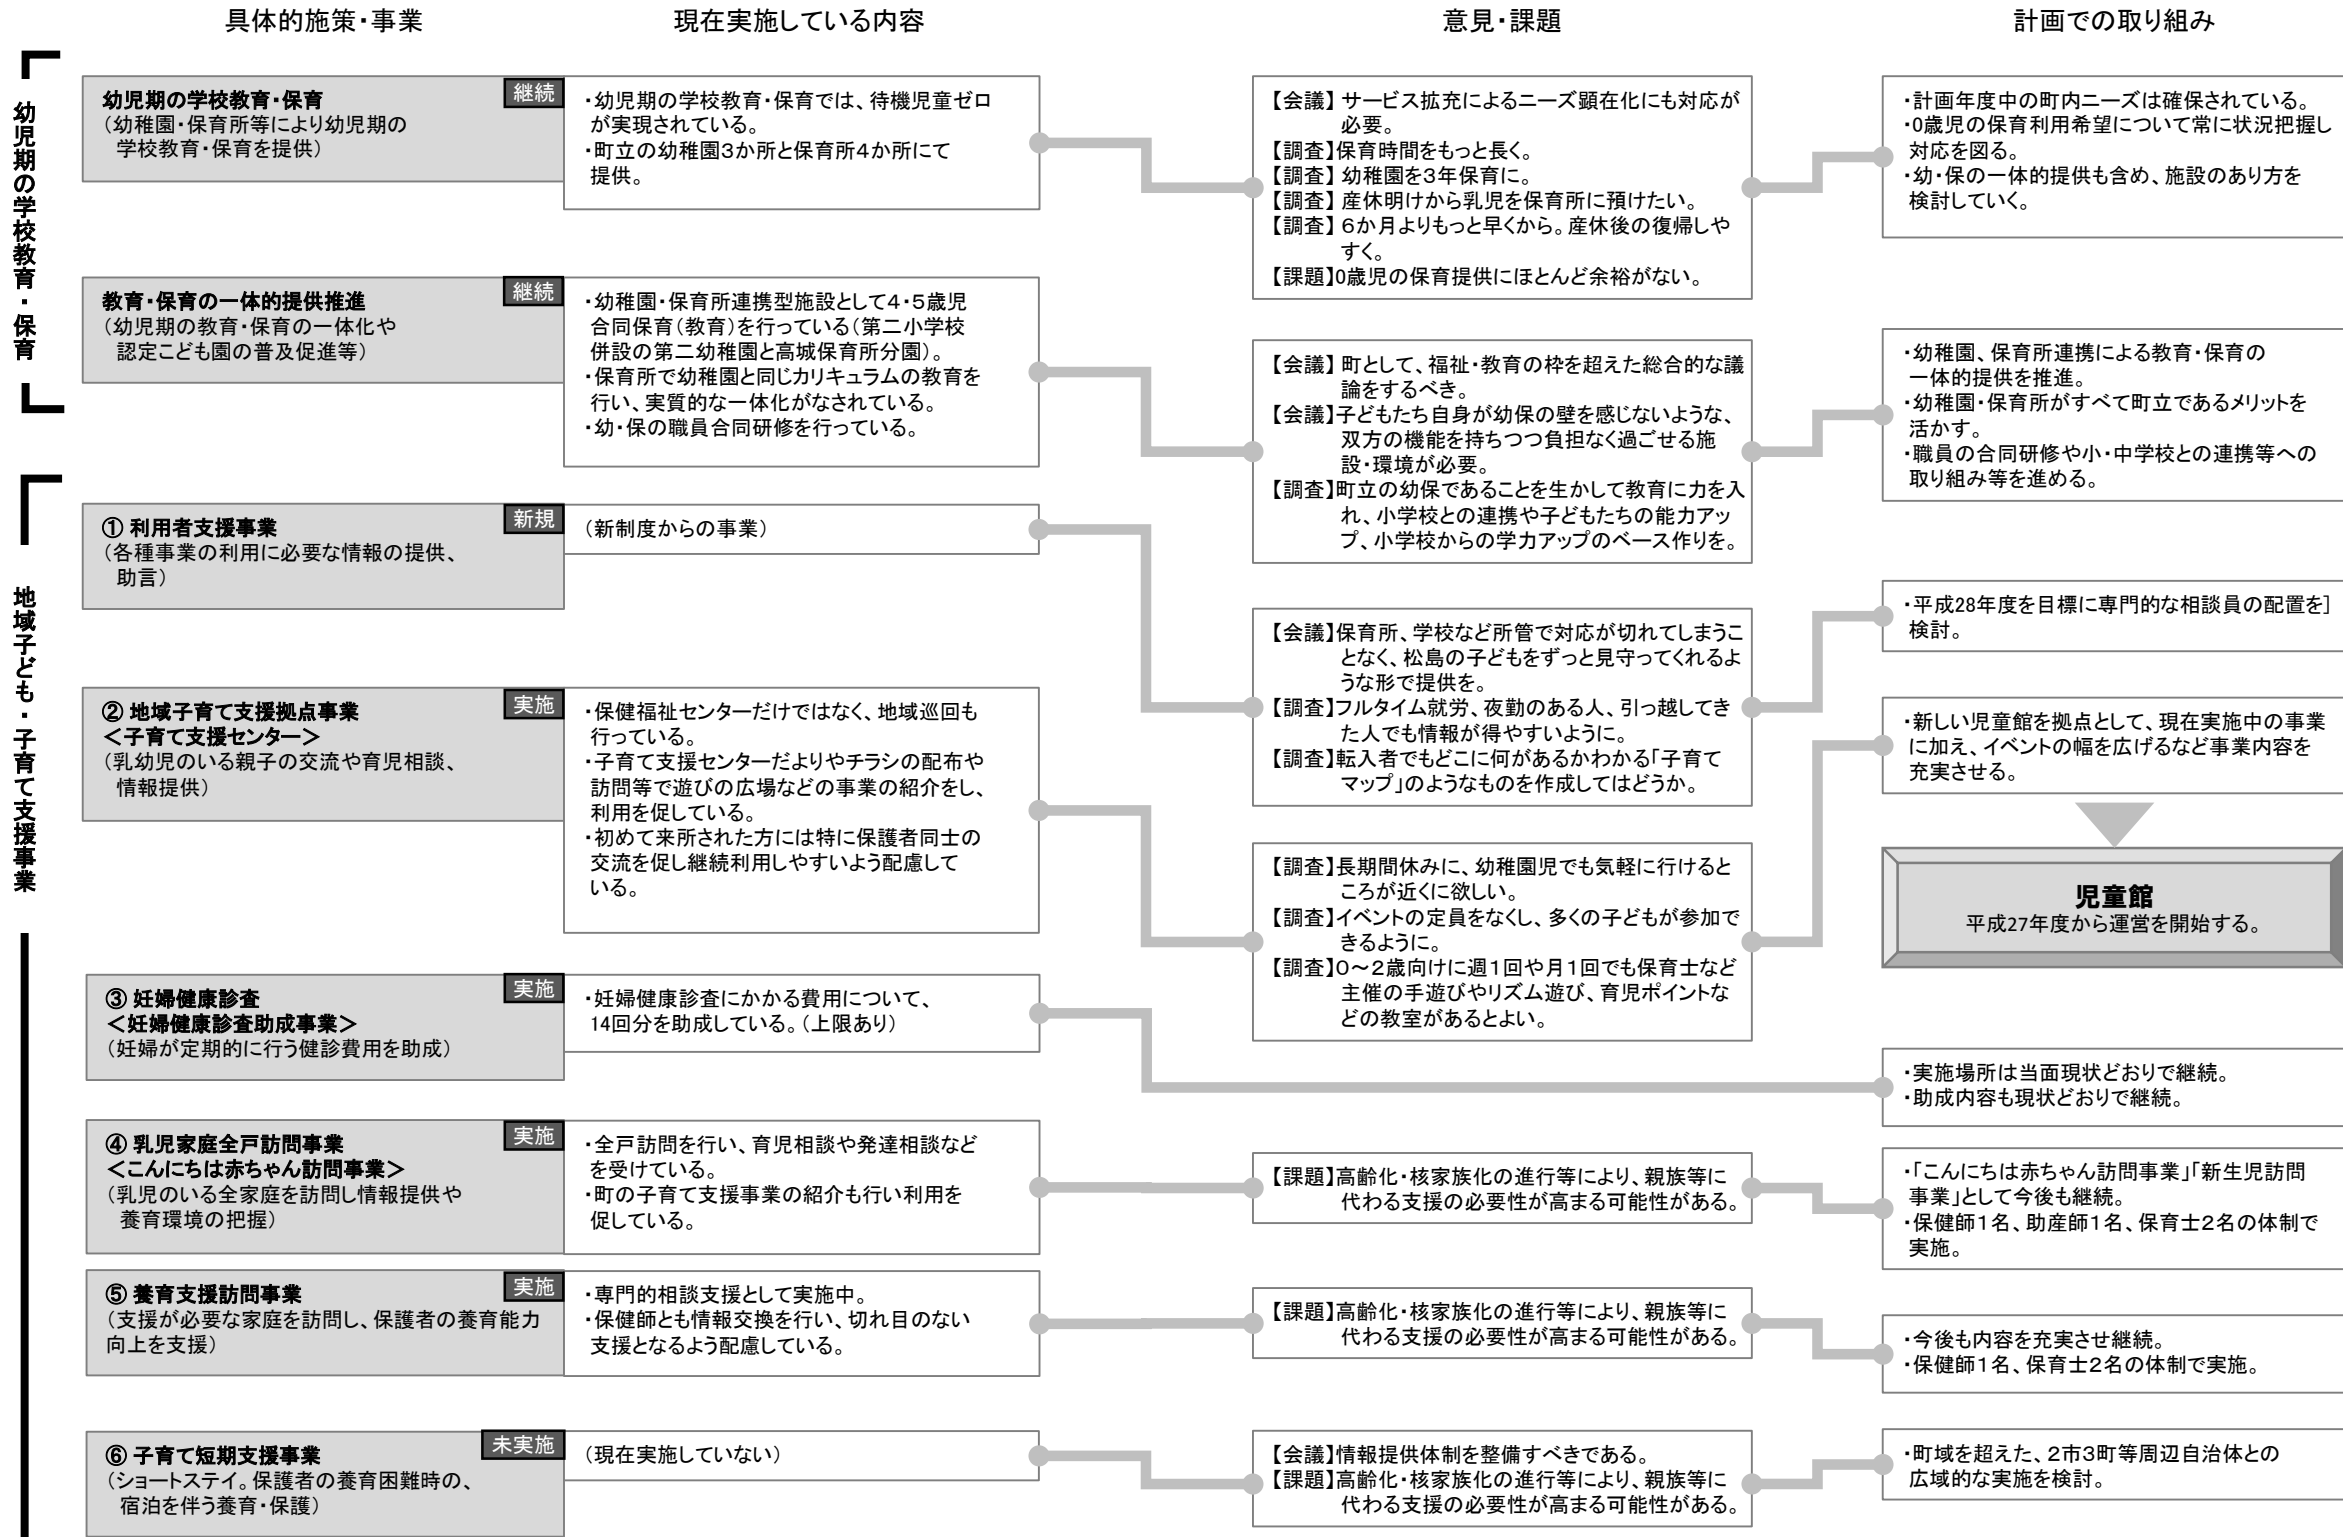 具体的施策・事業
現在実施している内容
意見・課題
計画での取り組み
幼児期の学校教育・保育
幼児期の学校教育・保育
継続
（幼稚園・保育所等により幼児期の
学校教育・保育を提供）
・幼児期の学校教育・保育では、待機児童ゼロ
が実現されている。
・町立の幼稚園3か所と保育所4か所にて
提供。
【会議】サービス拡充によるニーズ顕在化にも対応が
必要。
【調査】保育時間をもっと長く。
【調査】幼稚園を3年保育に。
【調査】産休明けから乳児を保育所に預けたい。
【調査】６か月よりもっと早くから。産休後の復帰しや
すく。
【課題】0歳児の保育提供にほとんど余裕がない。
・計画年度中の町内ニーズは確保されている。
・0歳児の保育利用希望について常に状況把握し
対応を図る。
・幼・保の一体的提供も含め、施設のあり方を
検討していく。
教育・保育の一体的提供推進
継続
（幼児期の教育・保育の一体化や
認定こども園の普及促進等）
・幼稚園・保育所連携型施設として4・5歳児
合同保育（教育）を行っている（第二小学校
併設の第二幼稚園と高城保育所分園）。
・保育所で幼稚園と同じカリキュラムの教育を
行い、実質的な一体化がなされている。
・幼・保の職員合同研修を行っている。
【会議】町として、福祉・教育の枠を超えた総合的な議
論をするべき。
【会議】子どもたち自身が幼保の壁を感じないような、
双方の機能を持ちつつ負担なく過ごせる施
設・環境が必要。
【調査】町立の幼保であることを生かして教育に力を入
れ、小学校との連携や子どもたちの能力アッ
プ、小学校からの学力アップのベース作りを。
・幼稚園、保育所連携による教育・保育の
一体的提供を推進。
・幼稚園・保育所がすべて町立であるメリットを
活かす。
・職員の合同研修や小・中学校との連携等への
取り組み等を進める。
地域子ども・子育て支援事業
① 利用者支援事業
新規
（各種事業の利用に必要な情報の提供、
助言）
（新制度からの事業）
【会議】保育所、学校など所管で対応が切れてしまうこ
となく、松島の子どもをずっと見守ってくれるよ
うな形で提供を。
【調査】フルタイム就労、夜勤のある人、引っ越してき
た人でも情報が得やすいように。
【調査】転入者でもどこに何があるかわかる「子育て
マップ」のようなものを作成してはどうか。
・平成28年度を目標に専門的な相談員の配置を］
検討。
② 地域子育て支援拠点事業
実施
＜子育て支援センター＞
（乳幼児のいる親子の交流や育児相談、
情報提供）
・保健福祉センターだけではなく、地域巡回も
行っている。
・子育て支援センターだよりやチラシの配布や
訪問等で遊びの広場などの事業の紹介をし、
利用を促している。
・初めて来所された方には特に保護者同士の
交流を促し継続利用しやすいよう配慮して
いる。
【調査】長期間休みに、幼稚園児でも気軽に行けると
ころが近くに欲しい。
【調査】イベントの定員をなくし、多くの子どもが参加で
きるように。
【調査】0～2歳向けに週1回や月1回でも保育士など
主催の手遊びやリズム遊び、育児ポイントな
どの教室があるとよい。
・新しい児童館を拠点として、現在実施中の事業
に加え、イベントの幅を広げるなど事業内容を
充実させる。
児童館
平成27年度から運営を開始する。
③ 妊婦健康診査
実施
＜妊婦健康診査助成事業＞
（妊婦が定期的に行う健診費用を助成）
・妊婦健康診査にかかる費用について、
14回分を助成している。（上限あり）
・実施場所は当面現状どおりで継続。
・助成内容も現状どおりで継続。
④ 乳児家庭全戸訪問事業
実施
＜こんにちは赤ちゃん訪問事業＞
（乳児のいる全家庭を訪問し情報提供や
養育環境の把握）
・全戸訪問を行い、育児相談や発達相談など
を受けている。
・町の子育て支援事業の紹介も行い利用を
促している。
【課題】高齢化・核家族化の進行等により、親族等に
代わる支援の必要性が高まる可能性がある。
・「こんにちは赤ちゃん訪問事業」「新生児訪問
事業」として今後も継続。
・保健師1名、助産師1名、保育士2名の体制で
実施。
⑤ 養育支援訪問事業
実施
（支援が必要な家庭を訪問し、保護者の養育能力
向上を支援）
・専門的相談支援として実施中。
・保健師とも情報交換を行い、切れ目のない
支援となるよう配慮している。
【課題】高齢化・核家族化の進行等により、親族等に
代わる支援の必要性が高まる可能性がある。
・今後も内容を充実させ継続。
・保健師1名、保育士2名の体制で実施。
⑥ 子育て短期支援事業
未実施
（ショートステイ。保護者の養育困難時の、
宿泊を伴う養育・保護）
（現在実施していない）
【会議】情報提供体制を整備すべきである。
【課題】高齢化・核家族化の進行等により、親族等に
代わる支援の必要性が高まる可能性がある。
・町域を超えた、2市3町等周辺自治体との
広域的な実施を検討。